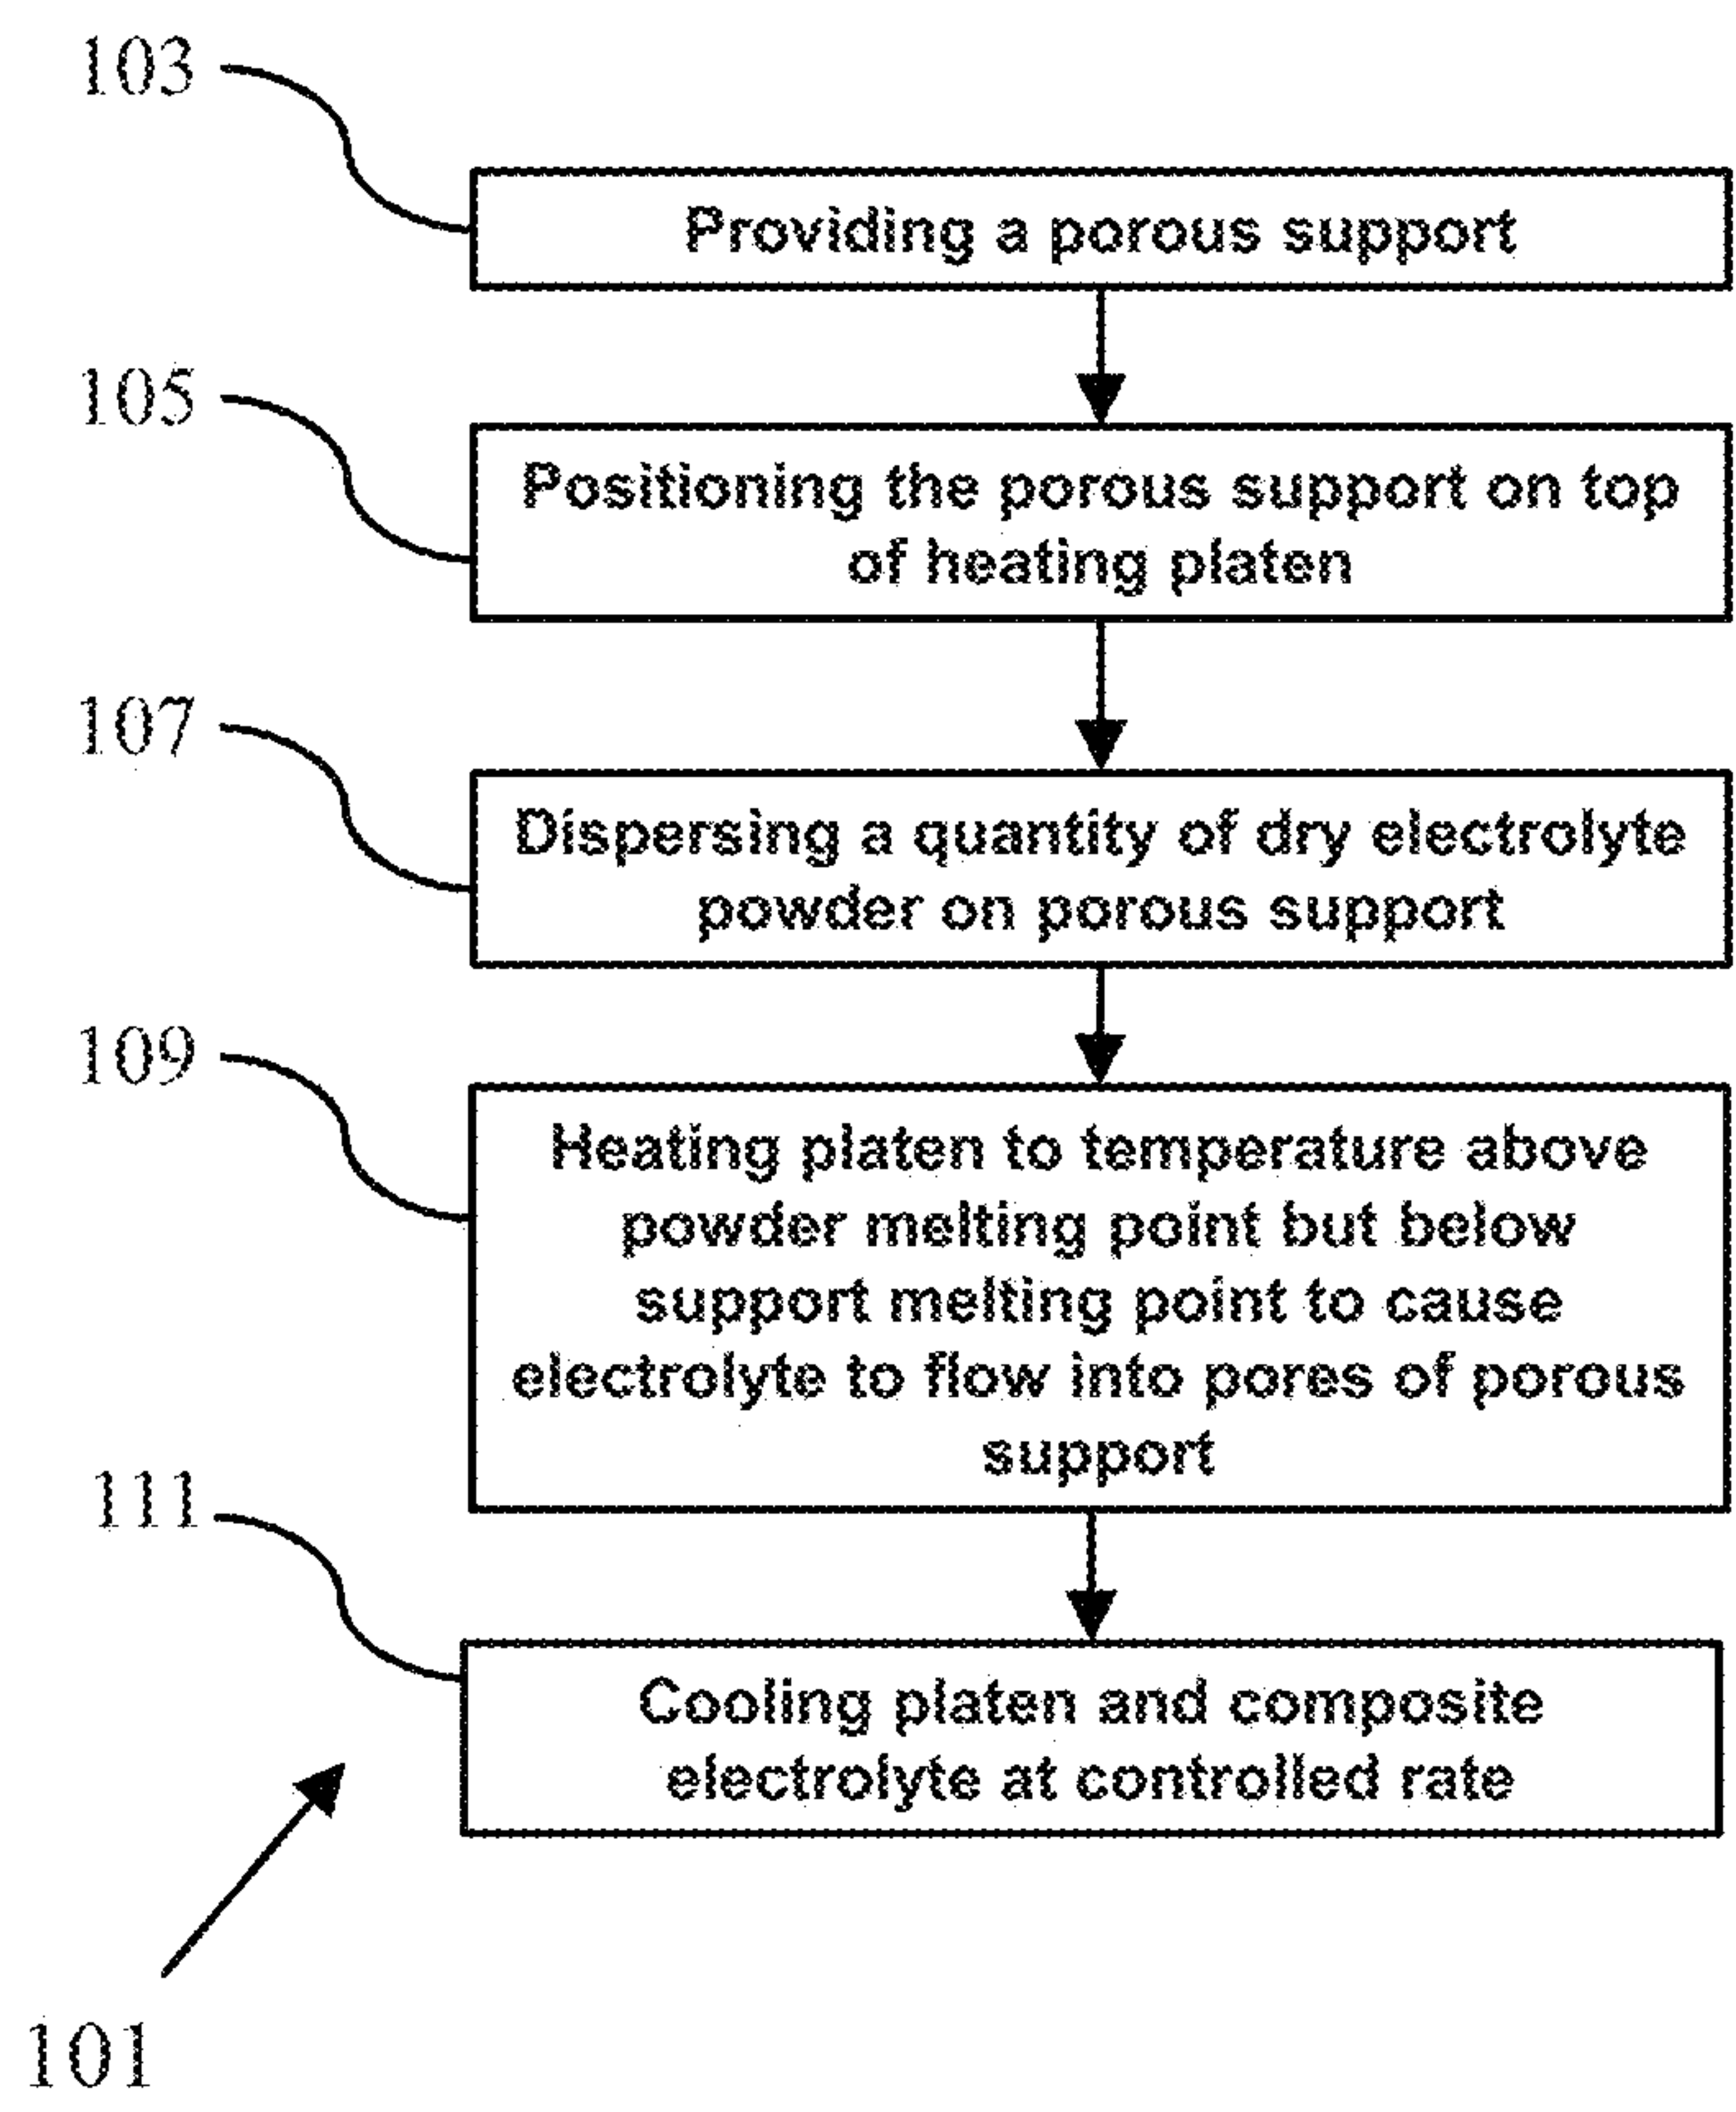 103
Providing a porous support
105
Positioning the porous support on top
of heating platen
107
Dispersing a quantity of dry electrolyte
powder on porous support
109
Heating platen to temperature above
powder melting point but below
support melting point to cause
electrolyte to flow into pores of porous
support
111
Cooling platen and composite
electrolyte at controlled rate
101